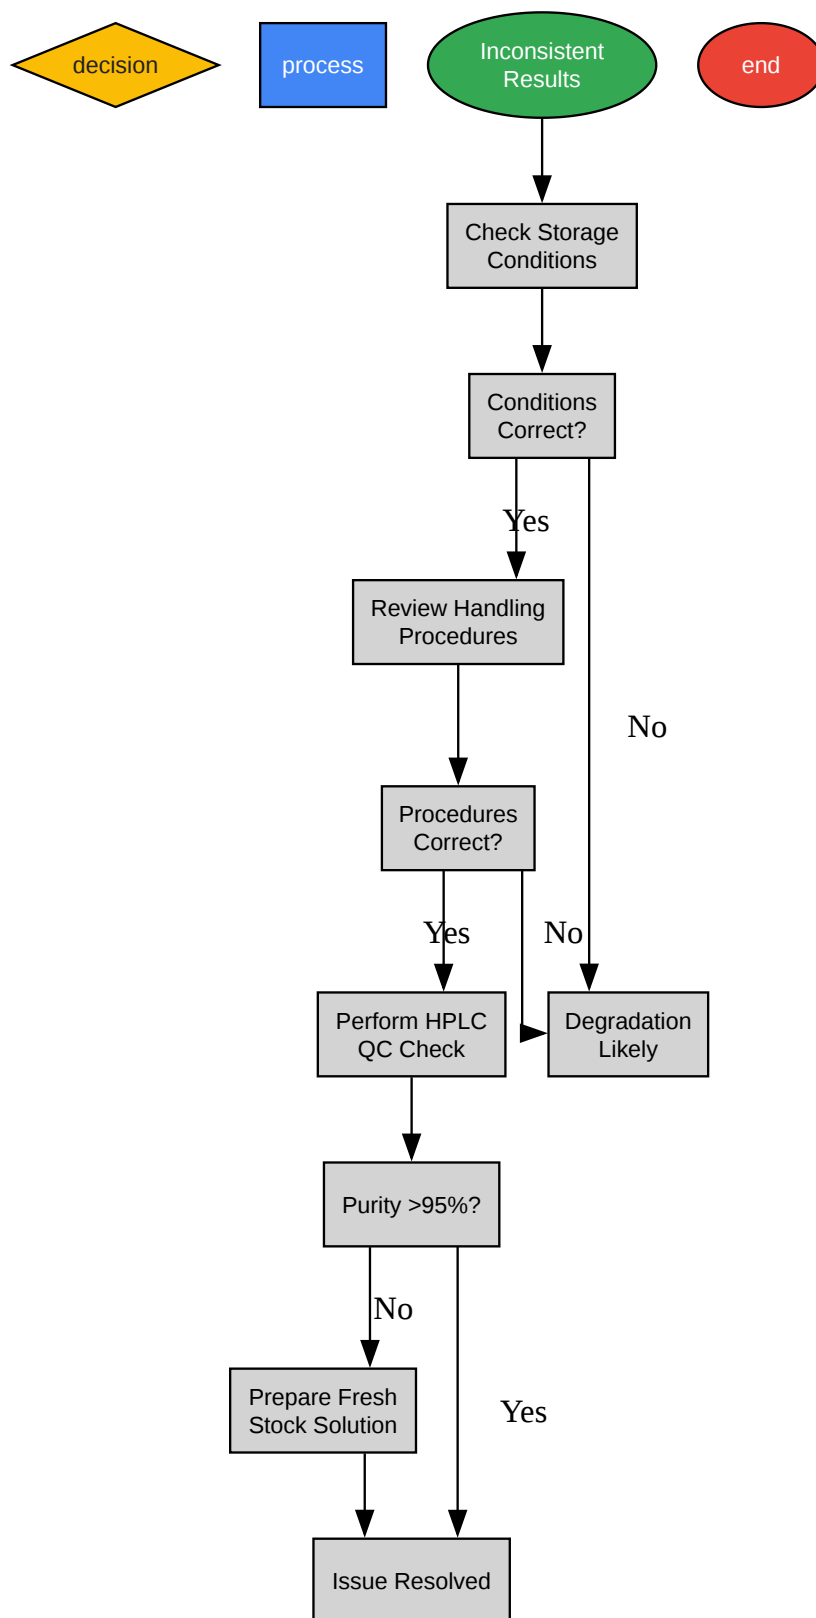 decision
process
Inconsistent
Results
end
Check Storage
Conditions
Conditions
Correct?
Yes
Review Handling
Procedures
No
Procedures
Correct?
Yes
No
Perform HPLC
QC Check
Degradation
Likely
Purity >95%?
No
Prepare Fresh
Stock Solution
Yes
Issue Resolved